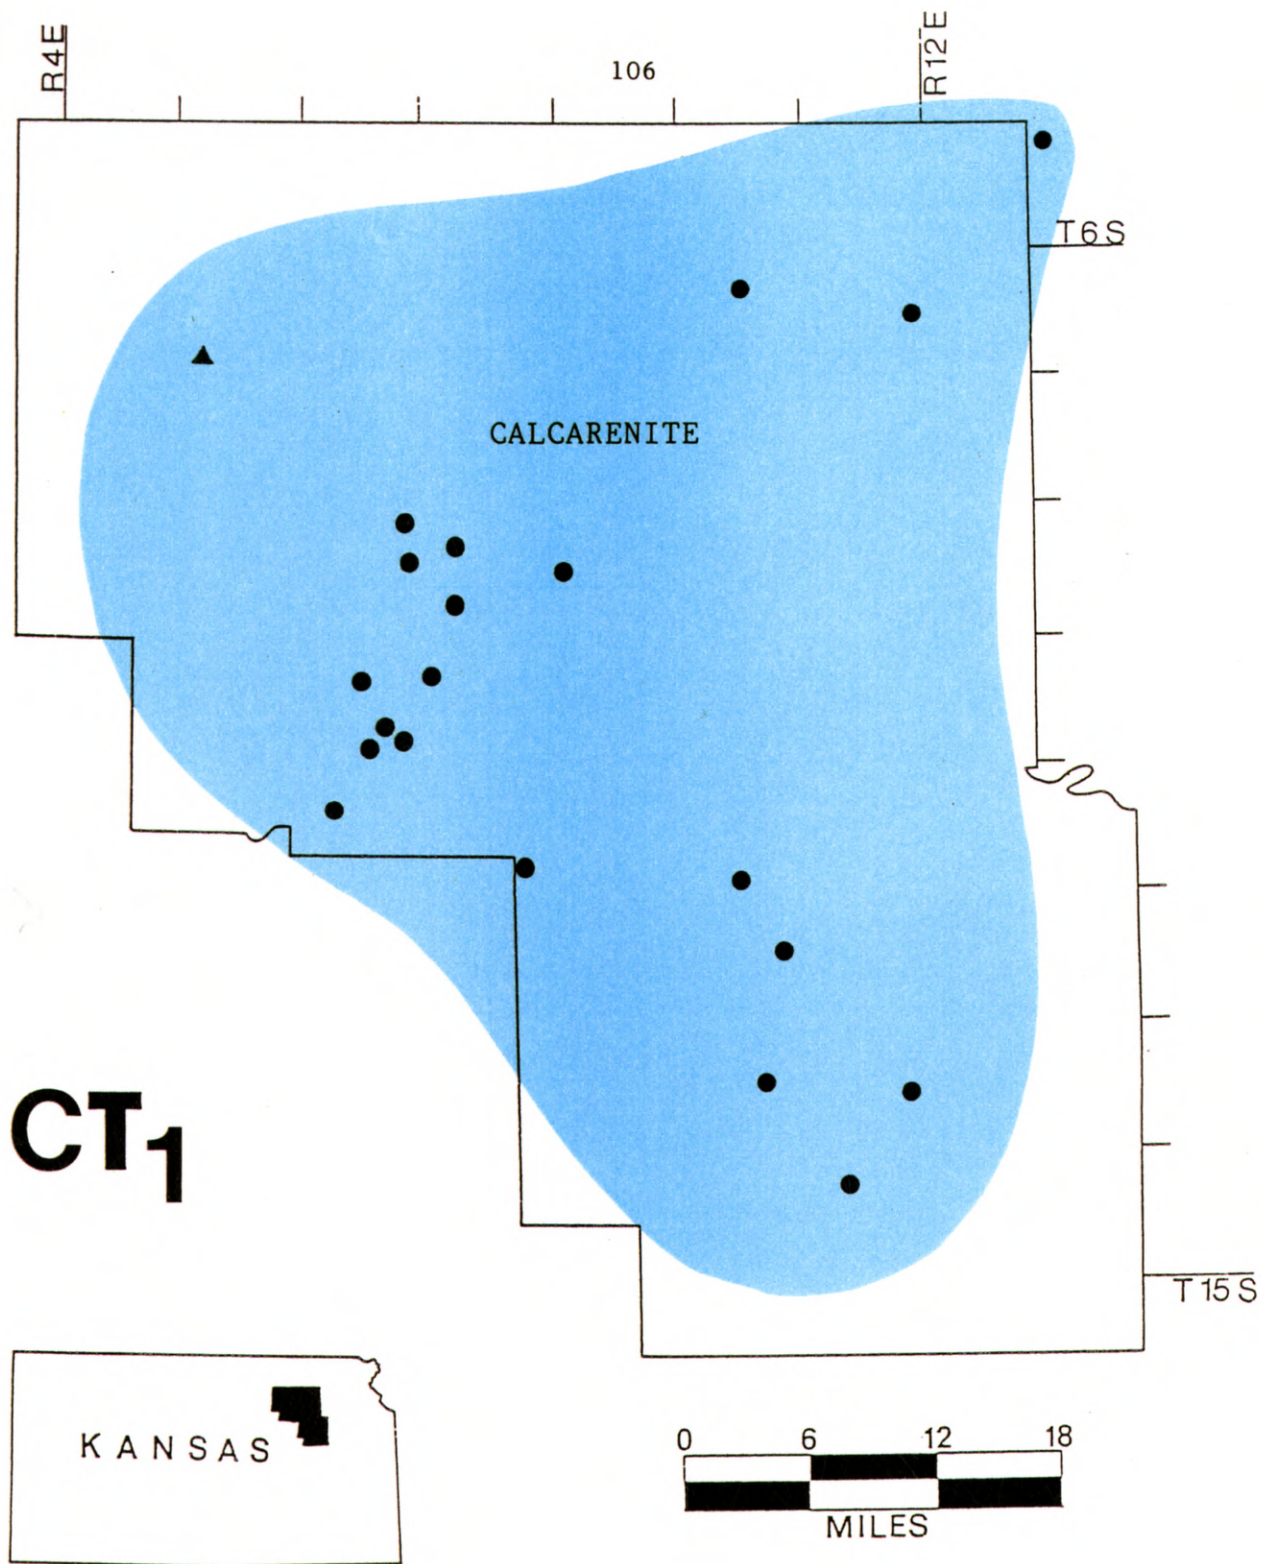 106
R4E
R12E
T6S
CALCARENITE
CT1
T15S
KANSAS
0 6 12 18
MILES